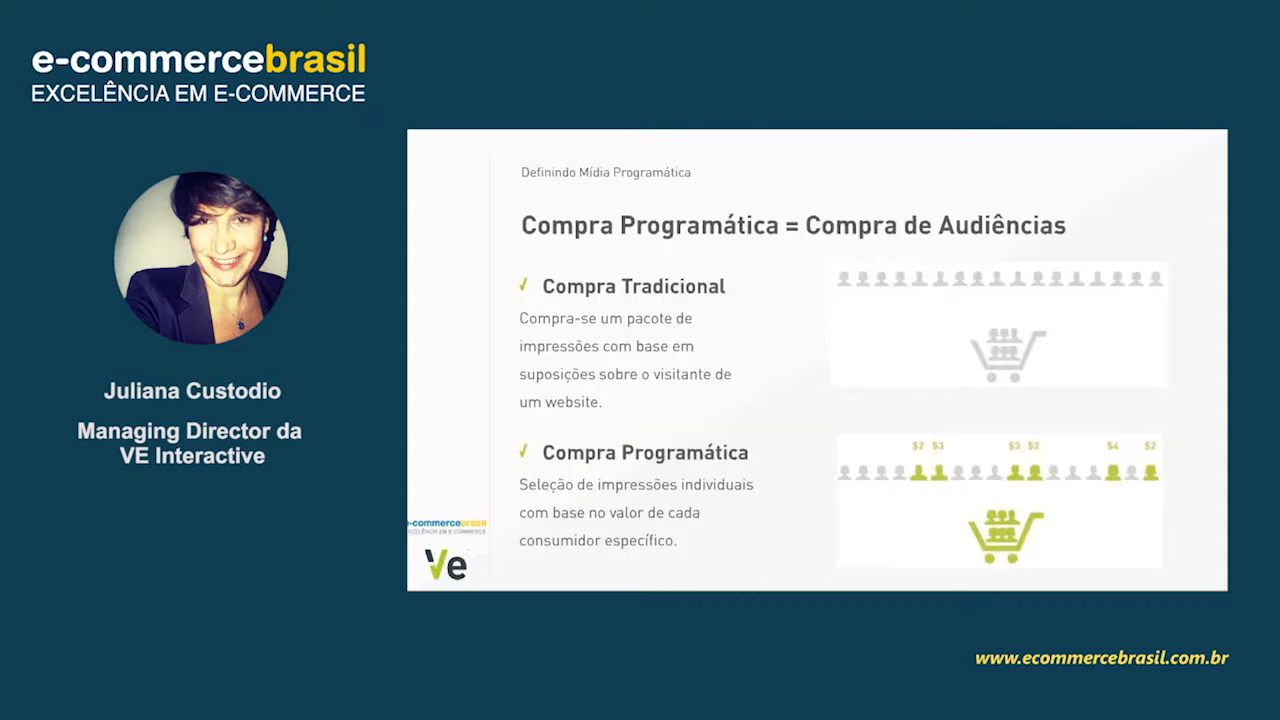 e-commercebrasil
EXCELÊNCIA EM E-COMMERCE
Juliana Custodio
Managing Director da
VE Interactive
Definindo Mídia Programática
Compra Programática = Compra de Audiências
Compra Tradicional
Compra-se um pacote de
impressões com base em
suposições sobre o visitante de
um website.
Compra Programática
Seleção de impressões individuais
com base no valor de cada
consumidor específico.
$2 $3 $3 $2 $4 $2
e-commercebrasil
EXCELÊNCIA EM E-COMMERCE
Ve
www.ecommercebrasil.com.br